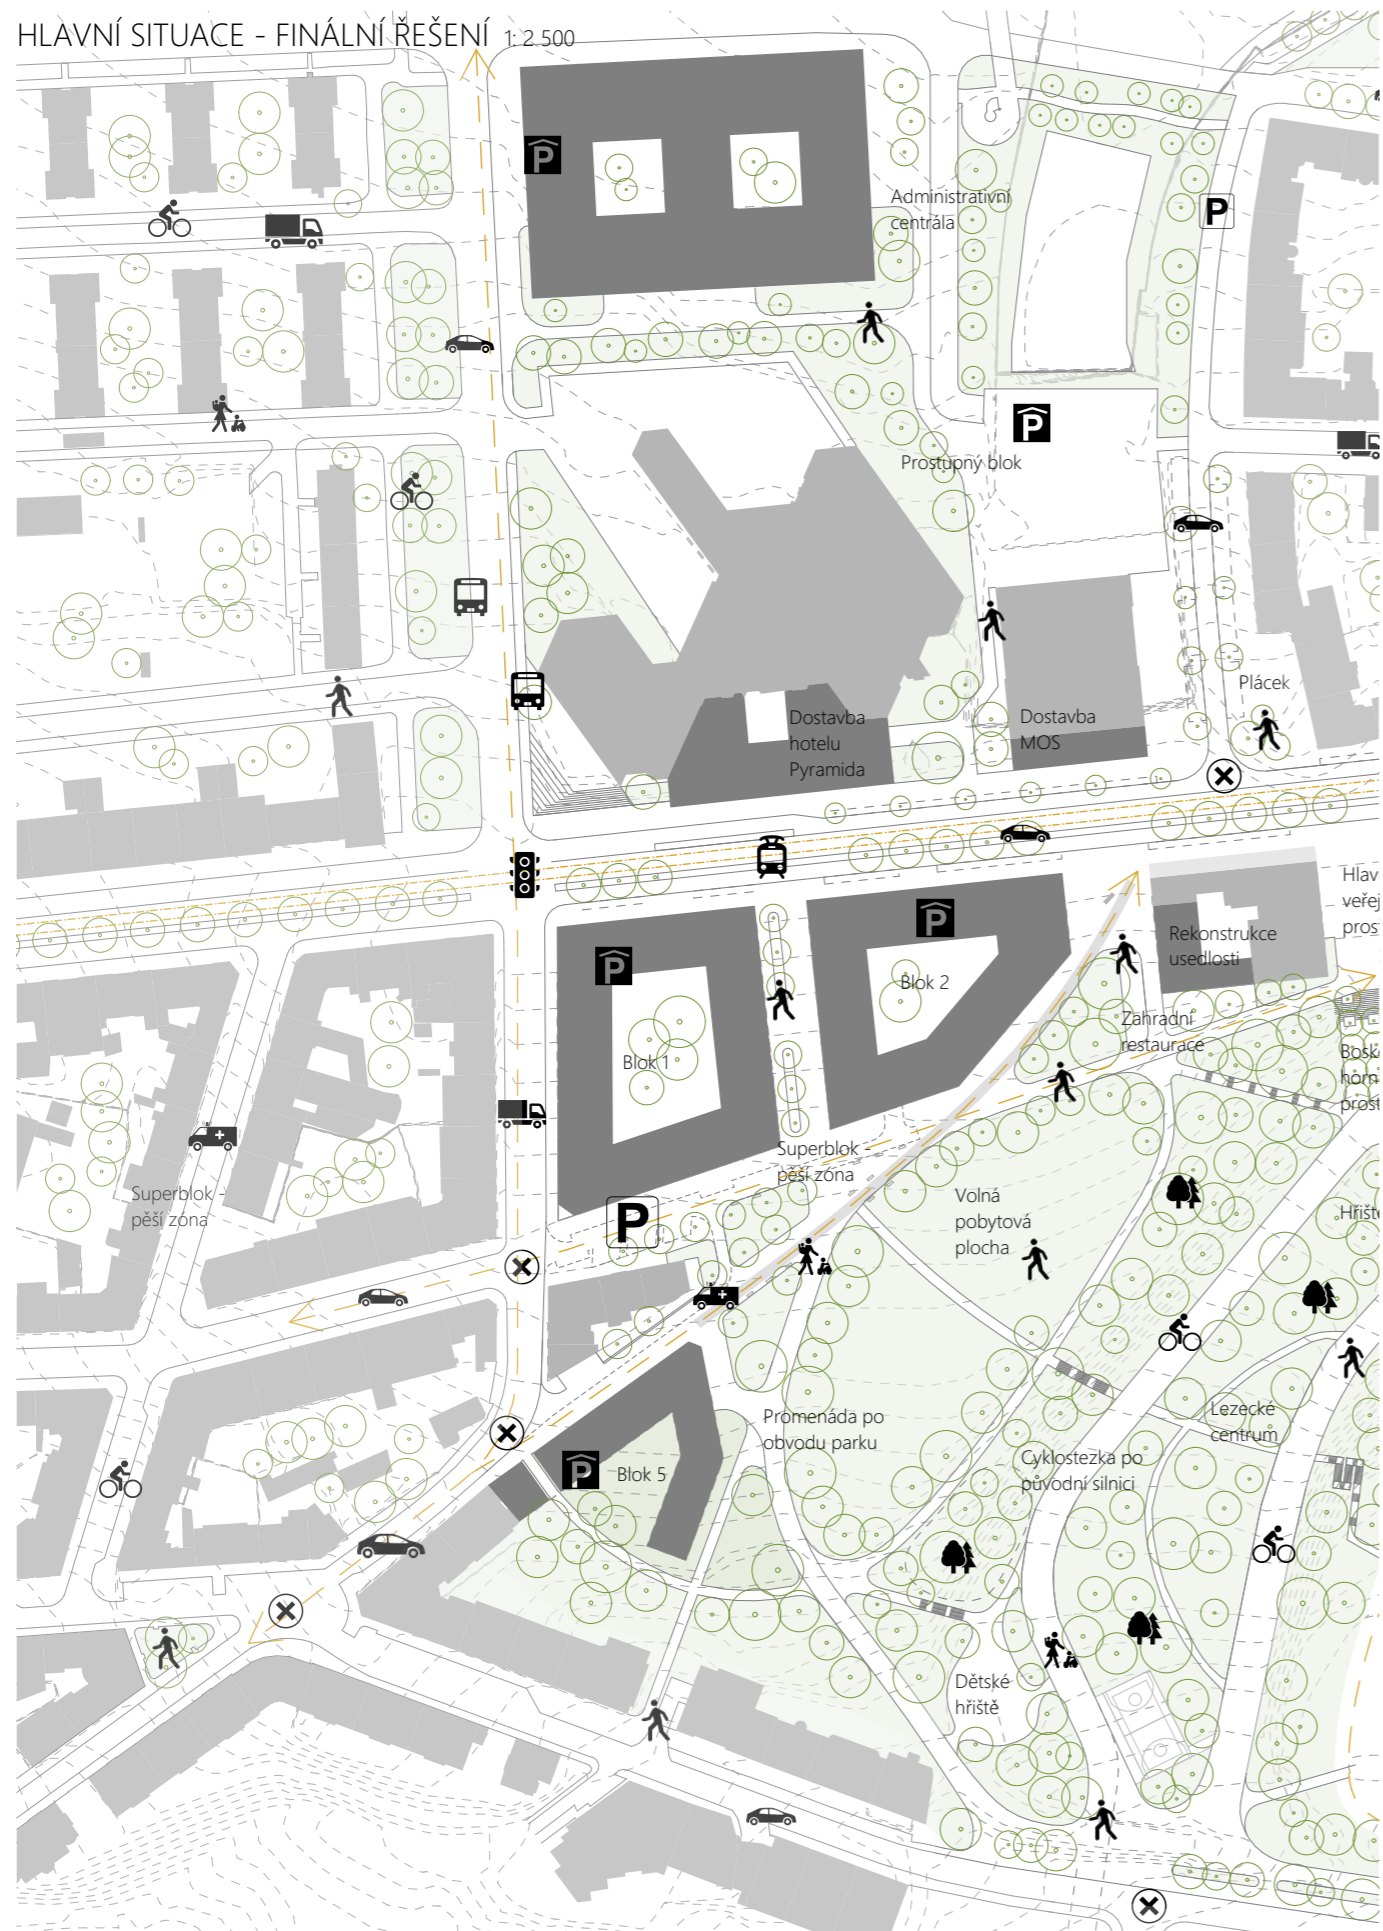 HLAVNÍ SITUACE - FINÁLNÍ ŘEŠENÍ 1: 2 500
P
Administrativní
centrála
P
P
Prostupný blok
Plácek
Dostavba
hotelu
Pyramida
Dostavba
MOS
Hlav
veřej
pros
P
P
Rekonstrukce
usedlosti
Blok 2
Zahradní
restaurace
Blok 1
Bosk
horn
prost
Superblok -
pěší zóna
Superblok -
pěší zóna
P
Volná
pobytová
plocha
Hřiště
Promenáda po
obvodu parku
Lezecké
centrum
Cyklostezka po
původní silnici
P
Blok 5
Dětské
hřiště